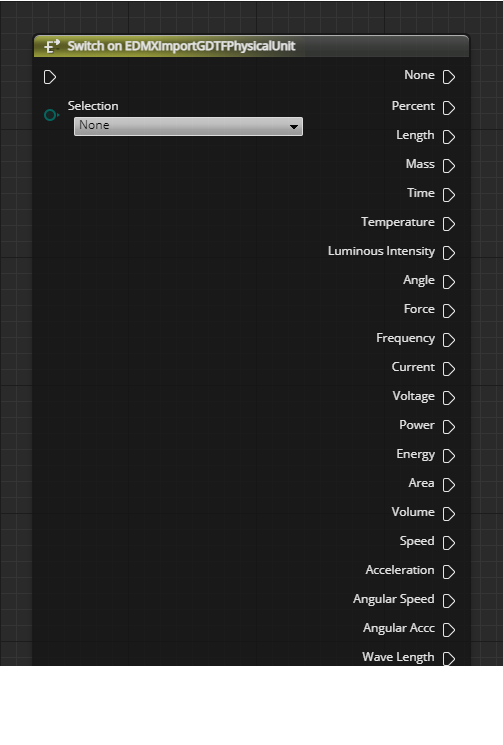 Switch on EDMXImportGDTFPhysicalUnit
None
Selection
None
Percent
Length
Mass
Time
Temperature
Luminous Intensity
Angle
Force
Frequency
Current
Voltage
Power
Energy
Area
Volume
Speed
Acceleration
Angular Speed
Angular Accc
Wave Length